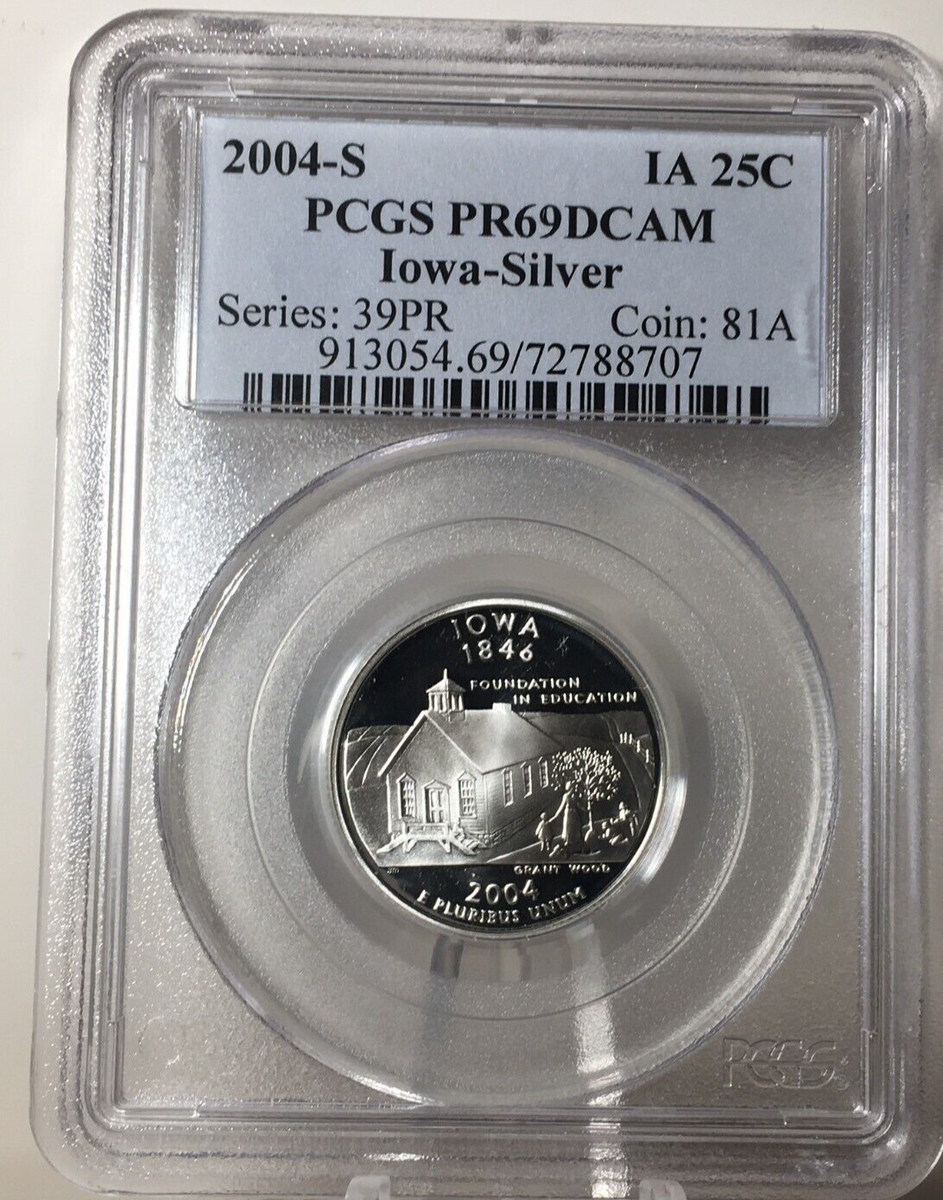 2004-S IA 25C
PCGS PR69DCAM
Iowa-Silver
Series: 39PR Coin: 81A
913054.69/72788707
IOWA
1846
FOUNDATION
IN EDUCATION
GRANT WOOD
2004
E PLURIBUS UNUM
PCGS